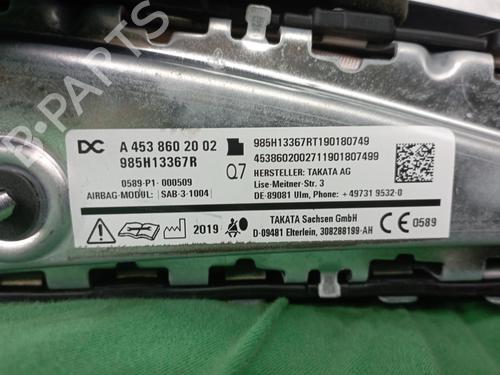 B-PARTS
DC A 453 860 20 02
985H13367R
0589-P1-000509
AIRBAG-MODUL: SAB-3-1004
985H13367RT190180749
4538602002711901807499
Q7 HERSTELLER: TAKATA AG
Lise-Meitner-Str. 3
DE-89081 Ulm, Phone: +49731 9532-0
2019
TAKATA Sachsen GmbH
D-09481 Elterlein, 308288199-AH
CE 0589